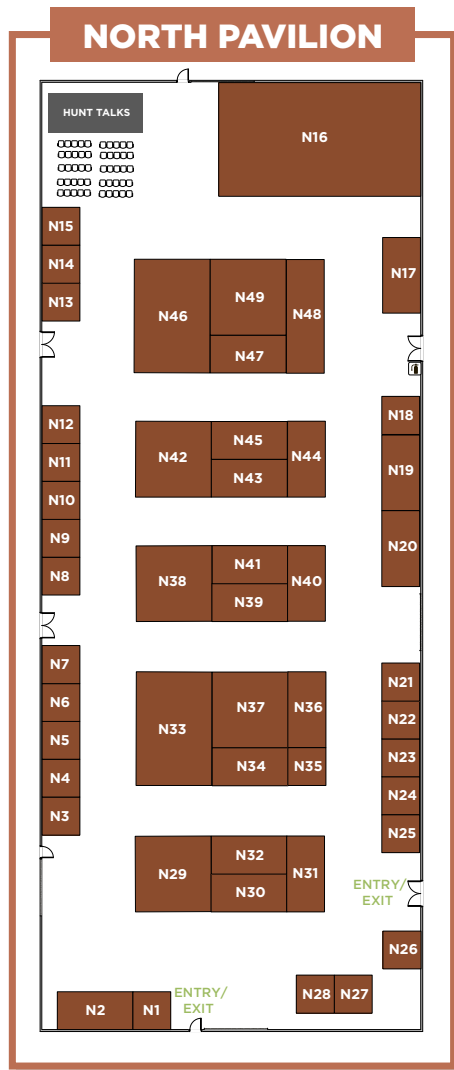 NORTH PAVILION
HUNT TALKS
N16
N15
N14
N13
N17
N46
N49
N47
N48
N12
N11
N10
N9
N8
N42
N45
N43
N44
N18
N19
N20
N38
N41
N39
N40
N7
N6
N5
N4
N3
N33
N37
N36
N34
N35
N21
N22
N23
N24
N25
N29
N32
N30
N31
ENTRY/
EXIT
N26
N28
N27
N2
N1
ENTRY/
EXIT